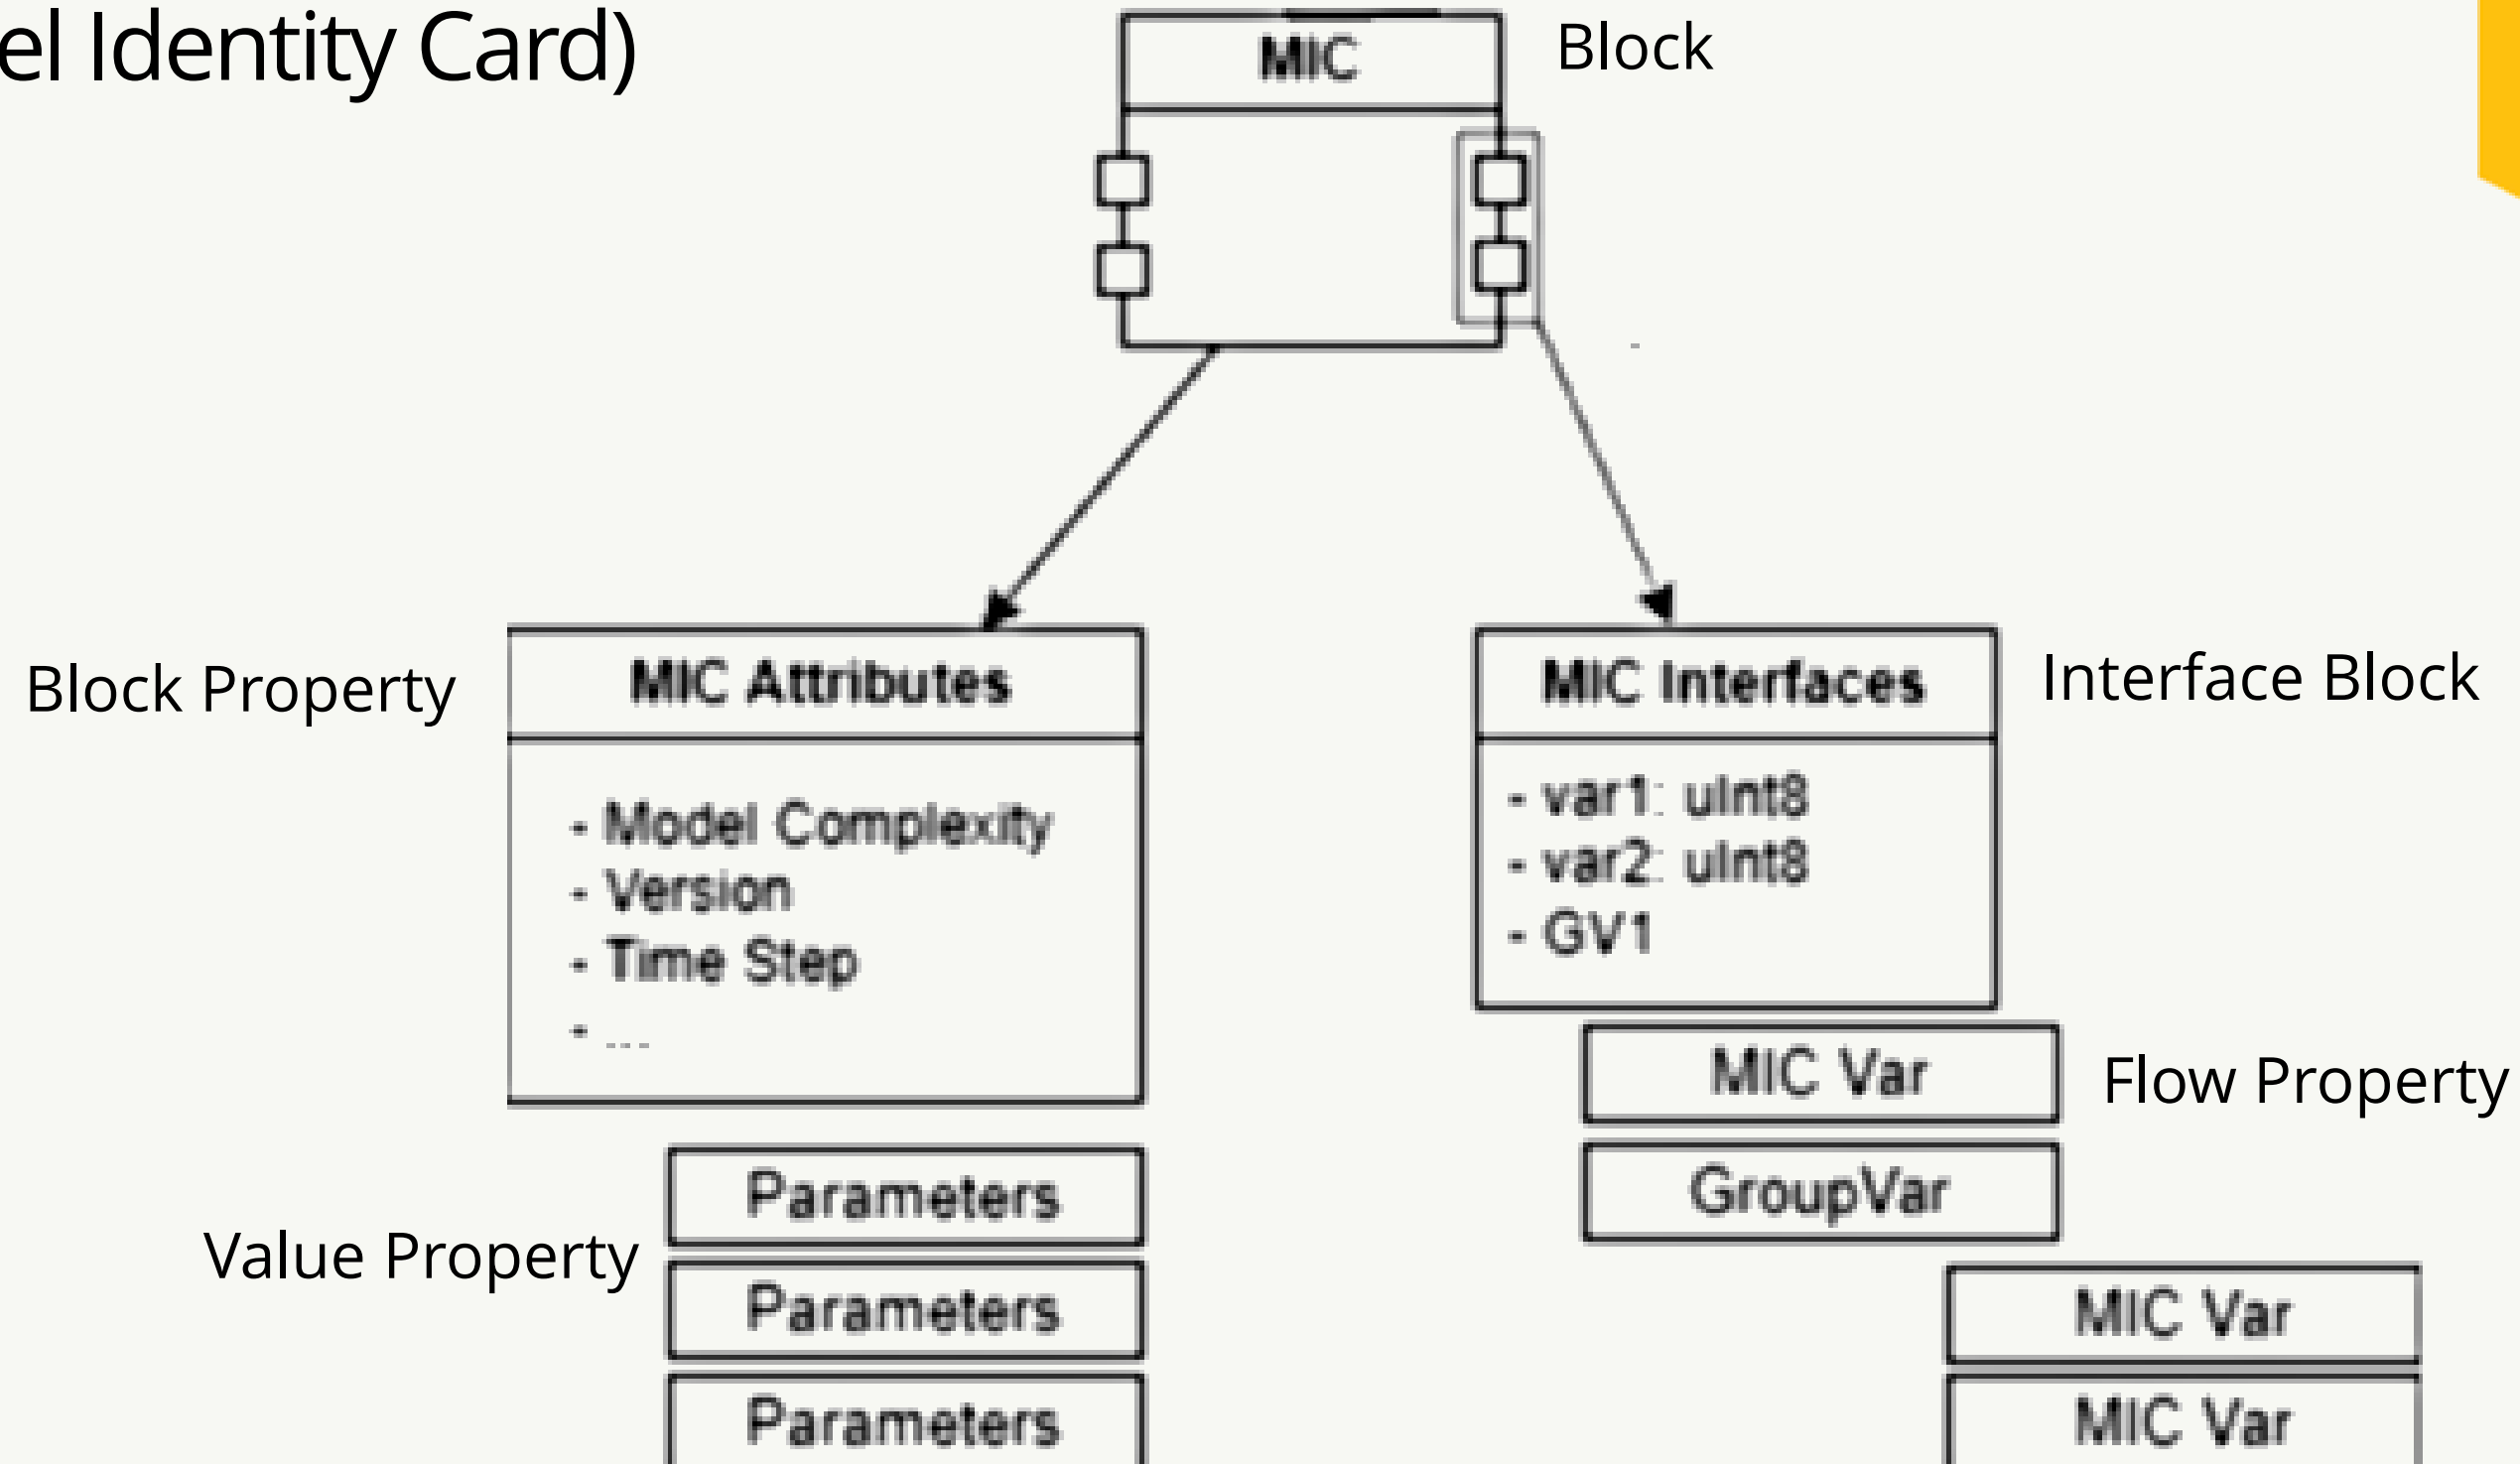 el Identity Card)
MIC
Block
Block Property
MIC Attributes
- Model Complexity
- Version
- Time Step
- ...
MIC Interfaces
Interface Block
- var1: uint8
- var2: uint8
- GV1
MIC Var
Flow Property
GroupVar
Value Property
Parameters
Parameters
Parameters
MIC Var
MIC Var